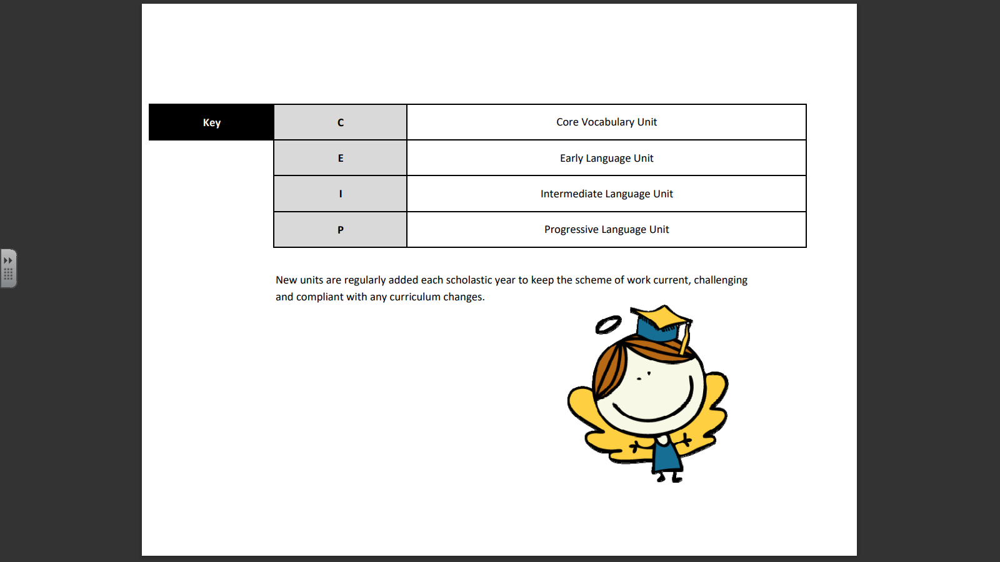 Key C Core Vocabulary Unit
E Early Language Unit
I Intermediate Language Unit
P Progressive Language Unit
New units are regularly added each scholastic year to keep the scheme of work current, challenging
and compliant with any curriculum changes.